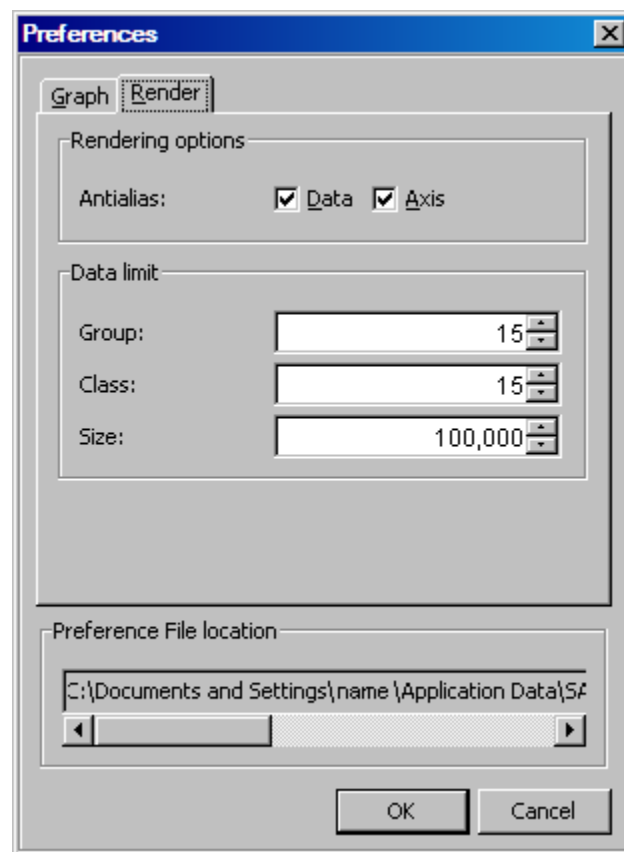 Preferences
Graph Render
Rendering options
Antialias: Data Axis
Data limit
Group: 15
Class: 15
Size: 100,000
Preference File location
C:\Documents and Settings\name \Application Data\SA
OK Cancel